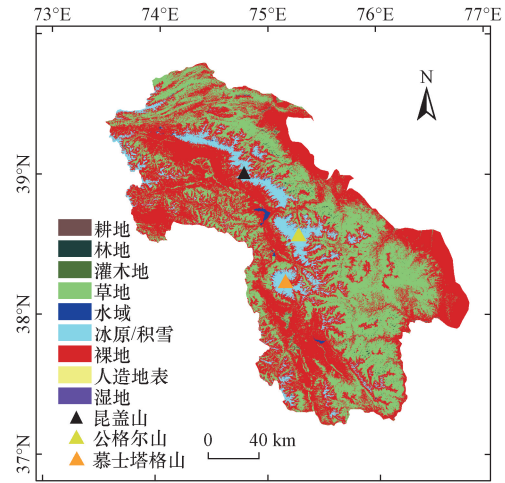 73°E 74°E 75°E 76°E 77°E
N
39°N
38°N
37°N
耕地
林地
灌木地
草地
水域
冰原/积雪
裸地
人造地表
湿地
昆盖山
公格尔山
慕士塔格山
0 40 km